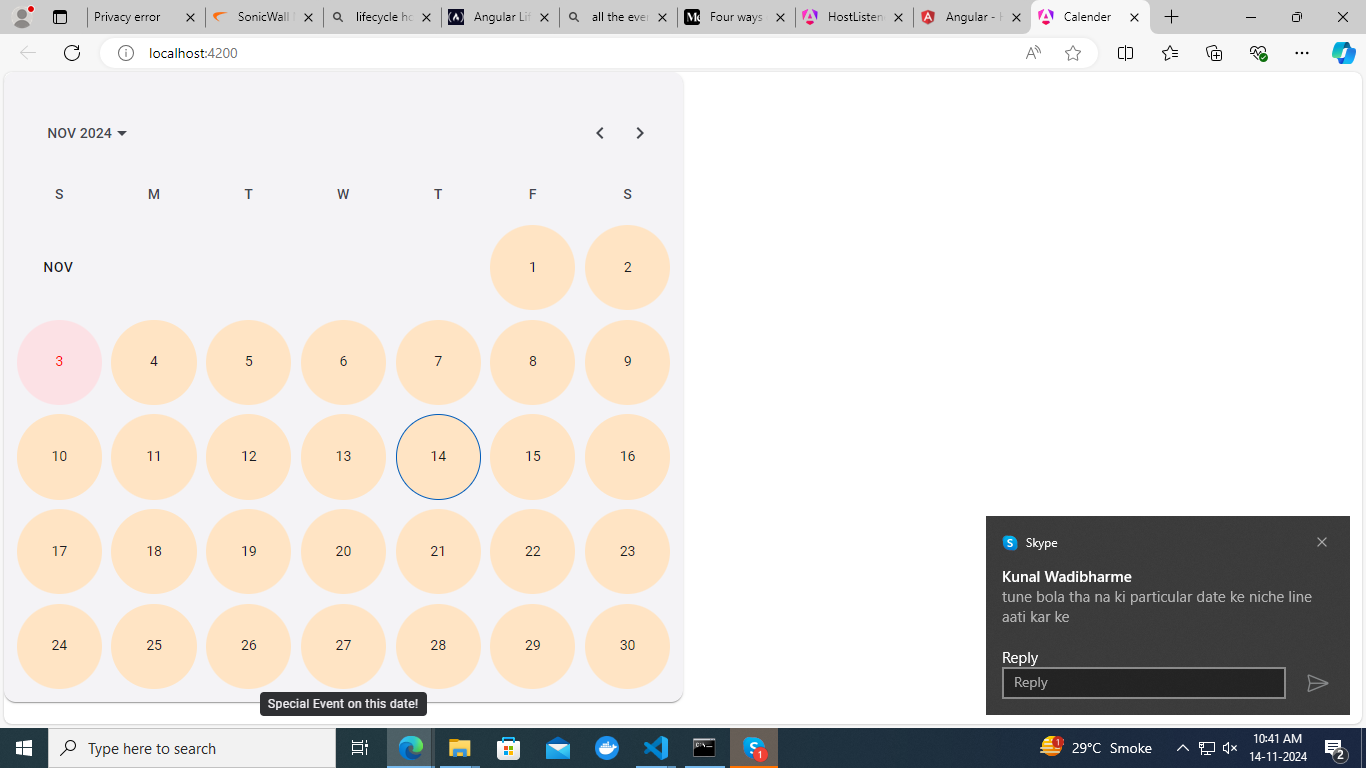 Privacy error
SonicWall
lifecycle ho
Angular Lif
all the ever
Four ways
HostListen
Angular - H
Calender
localhost:4200
NOV 2024
S M T W T F S
NOV 1 2
3 4 5 6 7 8 9
10 11 12 13 14 15 16
17 18 19 20 21 22 23
24 25 26 27 28 29 30
Special Event on this date!
Skype
Kunal Wadibharme
tune bola tha na ki particular date ke niche line
aati kar ke
Reply
Reply
Type here to search
1
1
29°C Smoke
10:41 AM
14-11-2024
2